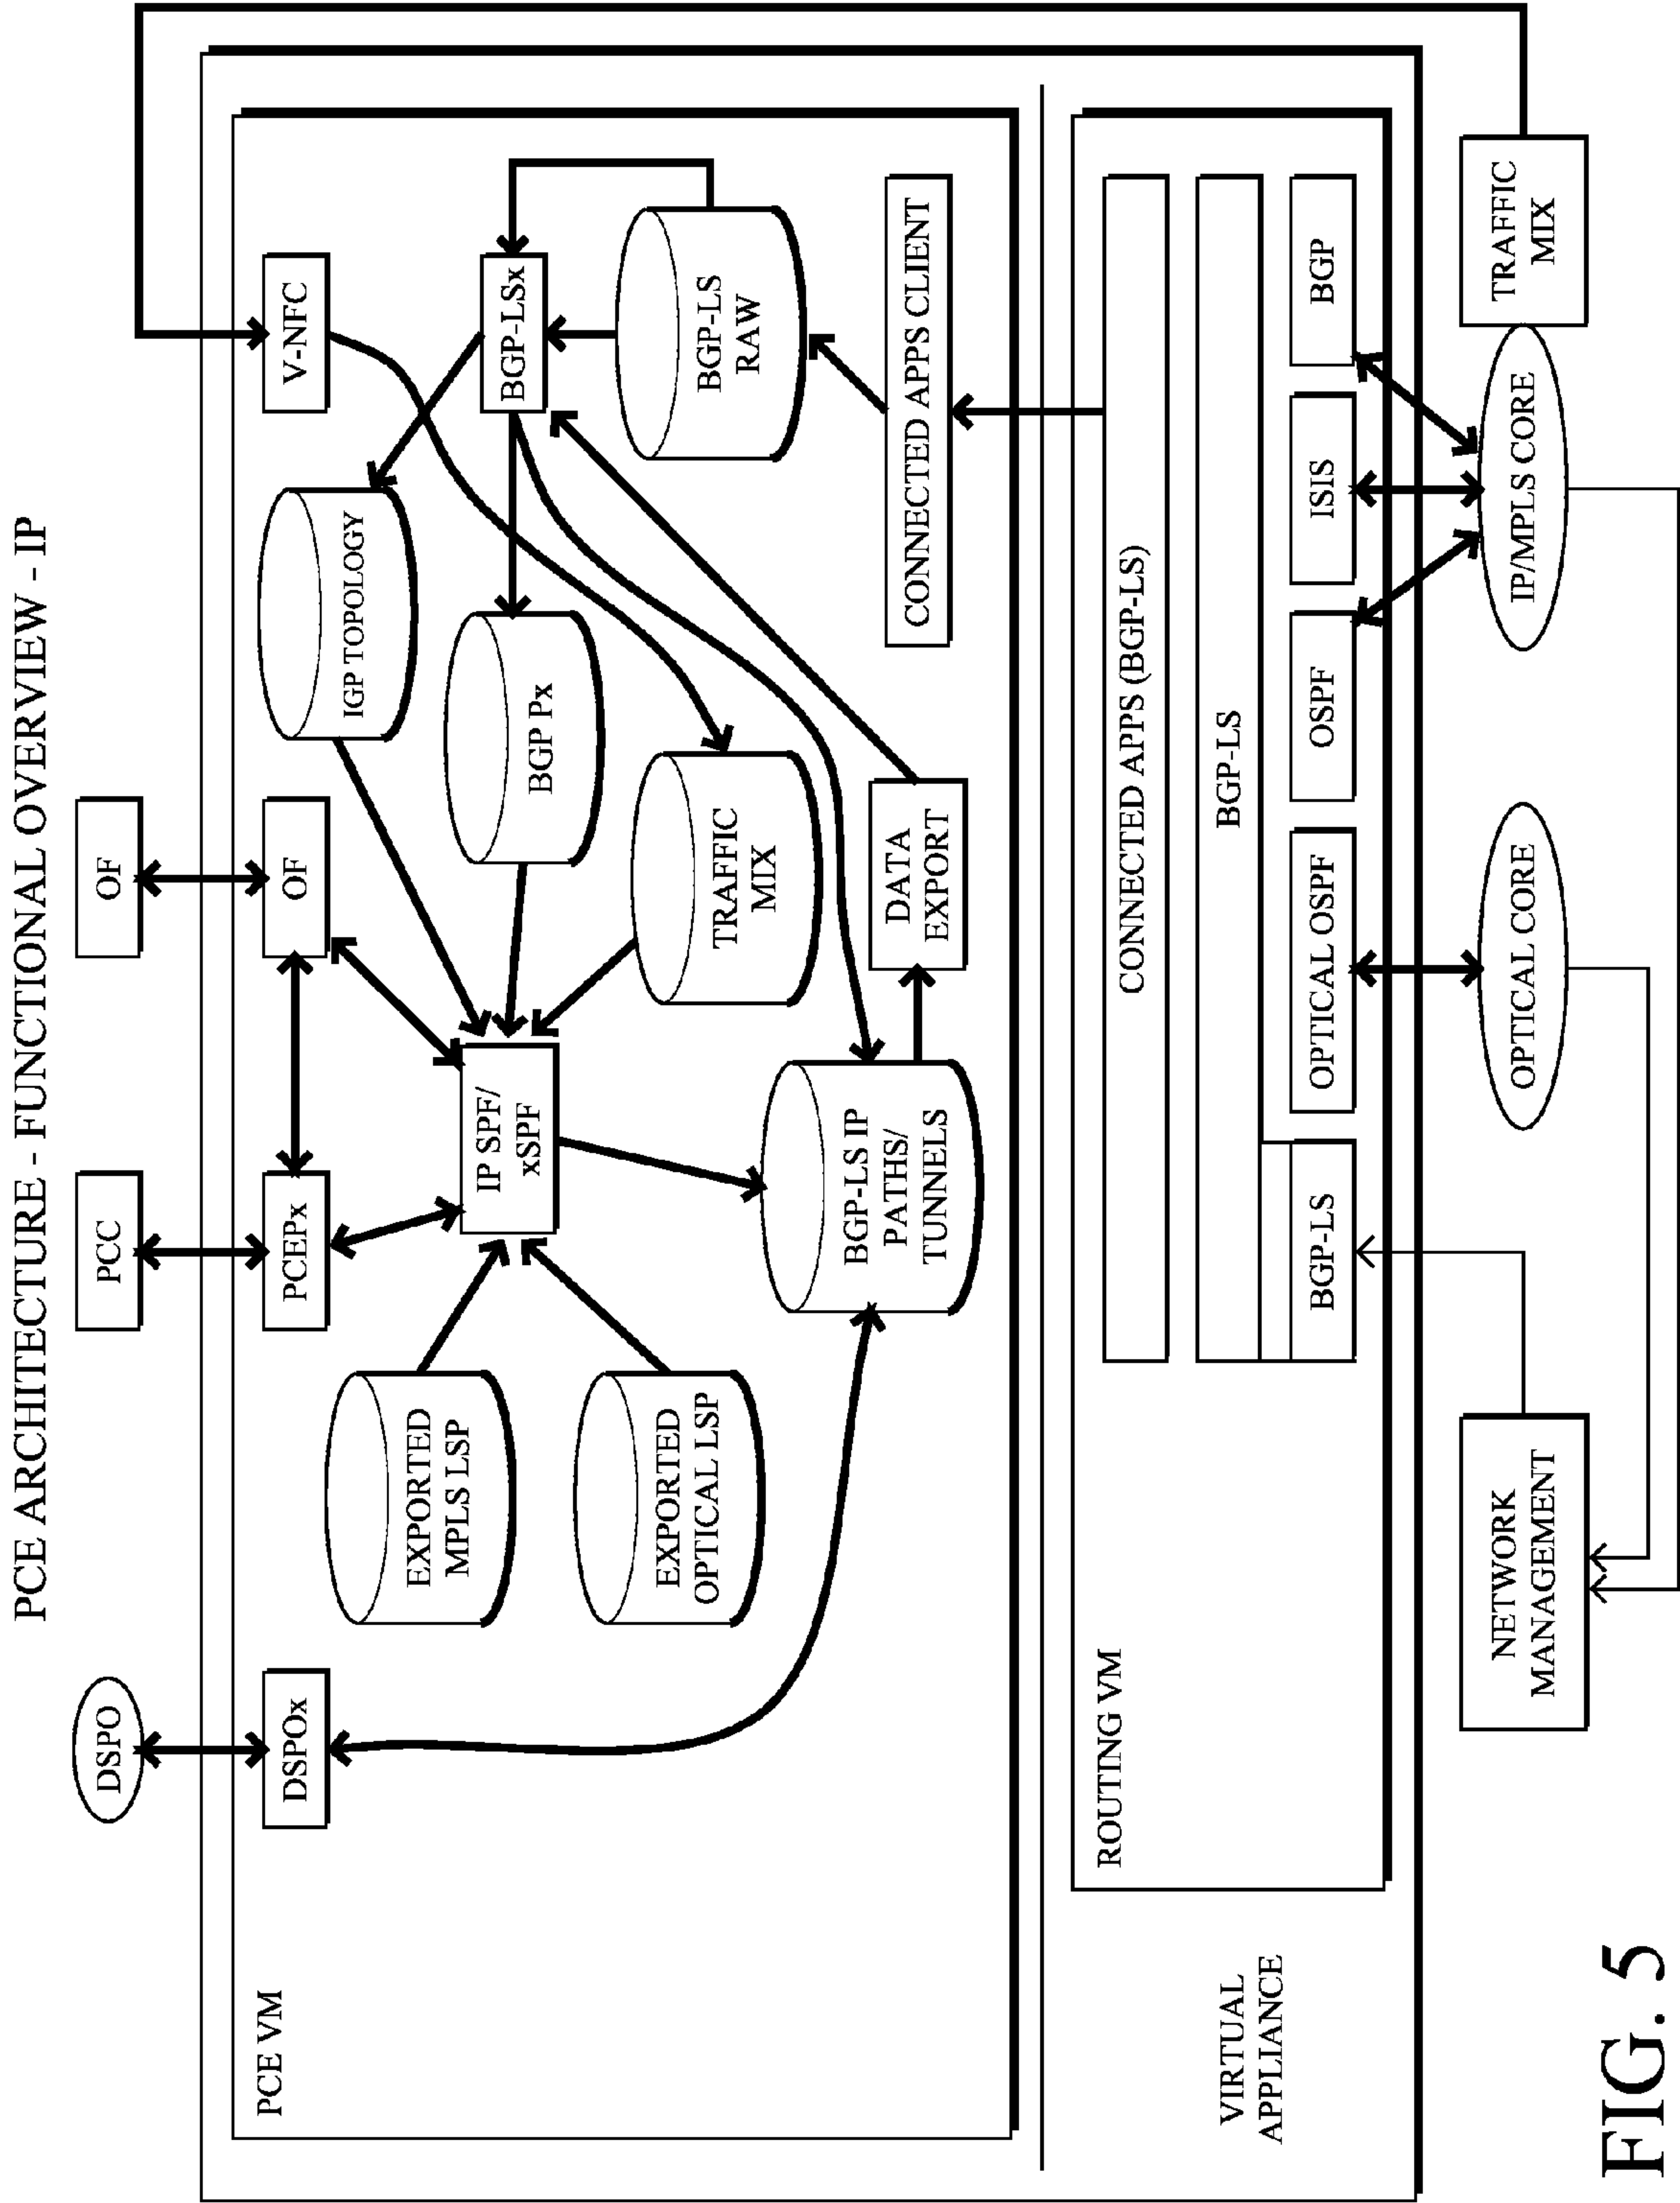 PCE ARCHITECTURE - FUNCTIONAL OVERVIEW - IP
DSPO
PCC
OF
PCE VM
DSPOx
PCEPx
OF
V-NFC
EXPORTED
MPLS LSP
IGP TOPOLOGY
IP SPF/
xSPF
BGP Px
BGP-LSx
EXPORTED
OPTICAL LSP
TRAFFIC
MIX
BGP-LS
RAW
BGP-LS IP
PATHS/
TUNNELS
DATA
EXPORT
CONNECTED APPS CLIENT
ROUTING VM
CONNECTED APPS (BGP-LS)
BGP-LS
VIRTUAL
APPLIANCE
BGP-LS
OPTICAL OSPF
OSPF
ISIS
BGP
NETWORK
MANAGEMENT
OPTICAL CORE
IP/MPLS CORE
TRAFFIC
MIX
FIG. 5